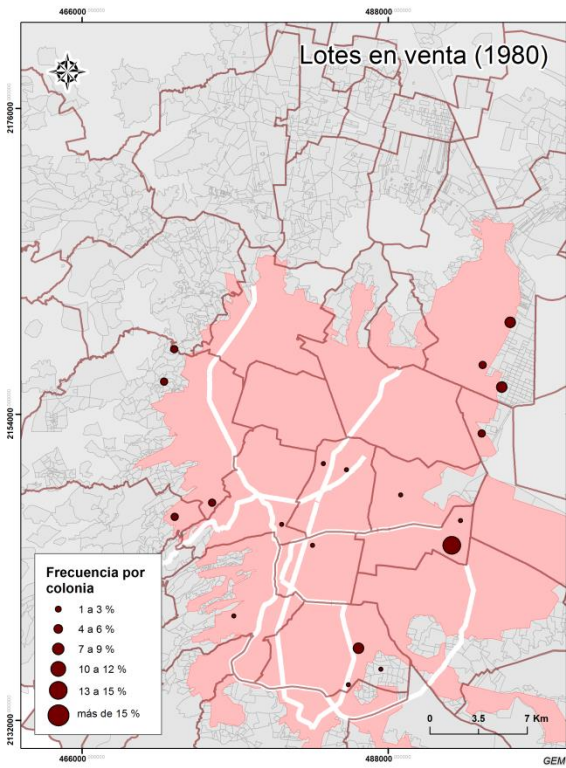 466000
488000
Lotes en venta (1980)
2176000
2154000
2132000
Frecuencia por
colonia
1 a 3 %
4 a 6 %
7 a 9 %
10 a 12 %
13 a 15 %
más de 15 %
0 3.5 7 Km
466000
488000
GEM